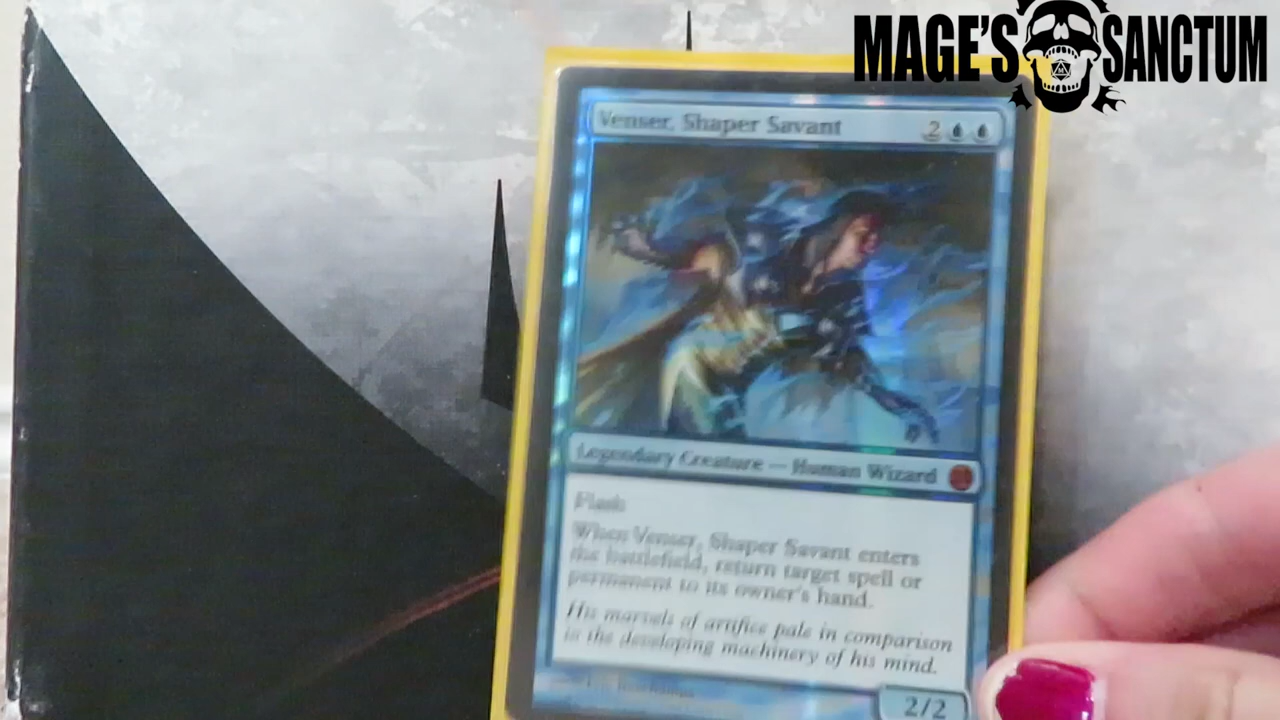 MAGE'S SANCTUM
Venser, Shaper Savant 2
Legendary Creature — Human Wizard
Flash
When Venser, Shaper Savant enters
the battlefield, return target spell or
permanent to its owner's hand.
His marvels of artifice pale in comparison
to the developing machinery of his mind.
2/2